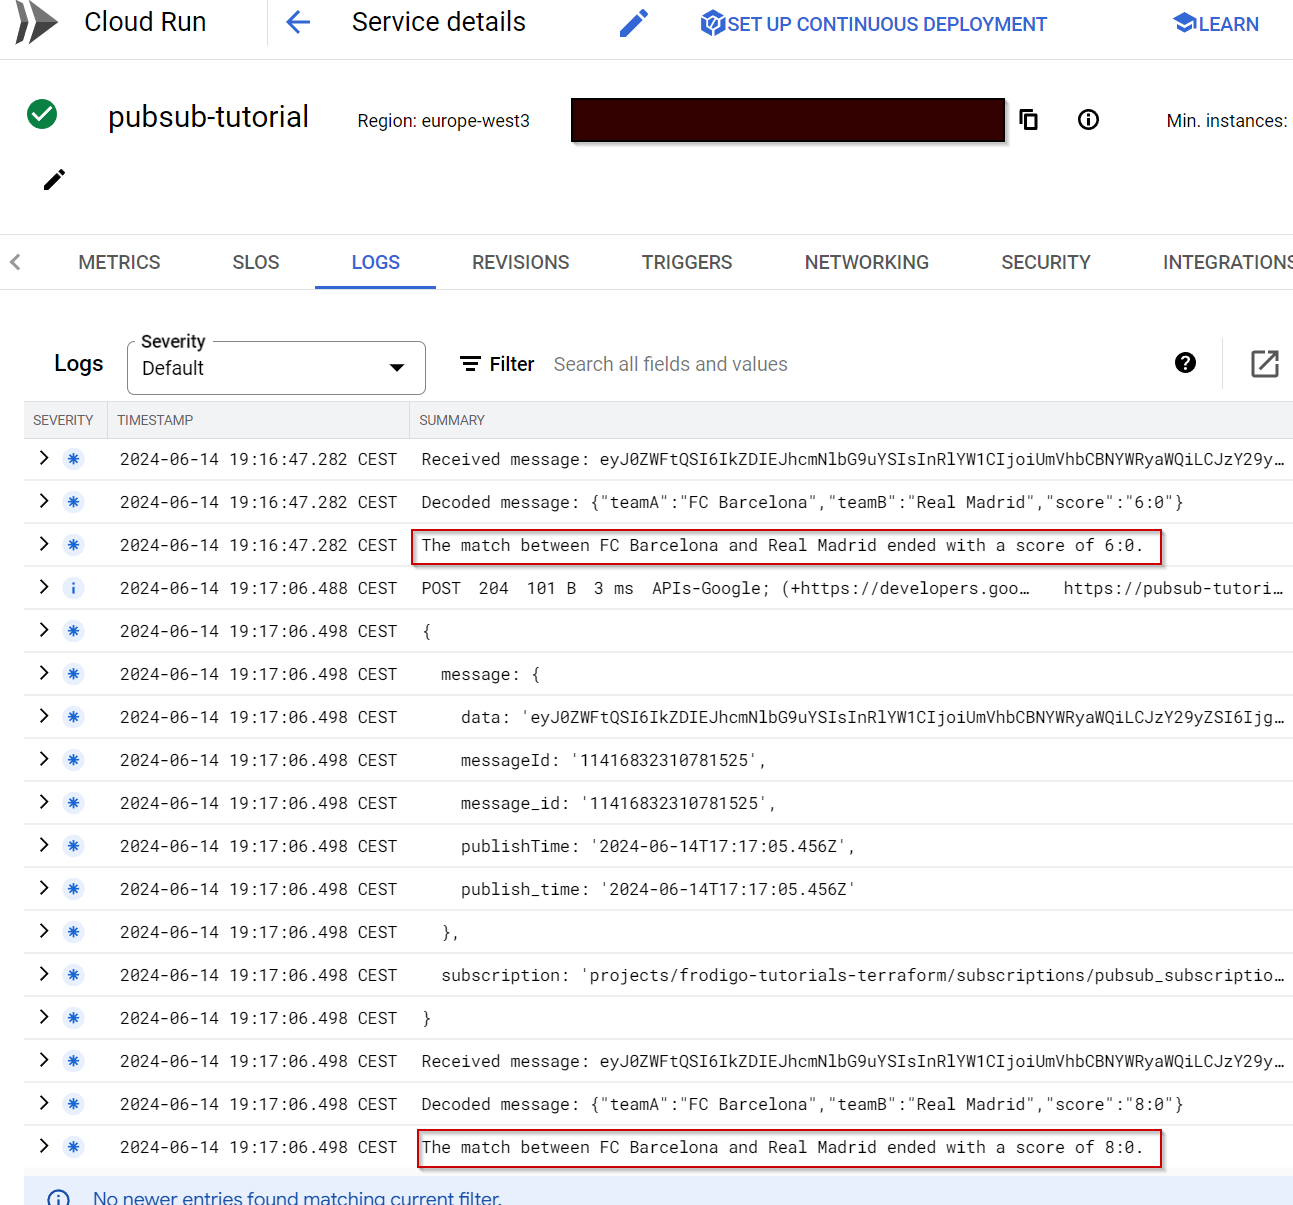 Cloud Run Service details SET UP CONTINUOUS DEPLOYMENT LEARN
pubsub-tutorial Region: europe-west3 Min. instances:
METRICS SLOS LOGS REVISIONS TRIGGERS NETWORKING SECURITY INTEGRATIONS
Severity
Logs Default Filter Search all fields and values
SEVERITY TIMESTAMP SUMMARY
2024-06-14 19:16:47.282 CEST Received message: eyJ0ZWFtQSI6IkZDIEJhcmNlbG9uYSIsInRlYW1CIjoiUmVhbCBNYWRyaWQiLCJzY29y…
2024-06-14 19:16:47.282 CEST Decoded message: {"teamA":"FC Barcelona","teamB":"Real Madrid","score":"6:0"}
2024-06-14 19:16:47.282 CEST The match between FC Barcelona and Real Madrid ended with a score of 6:0.
2024-06-14 19:17:06.488 CEST POST 204 101 B 3 ms APIs-Google; (+https://developers.goo… https://pubsub-tutori…
2024-06-14 19:17:06.498 CEST {
2024-06-14 19:17:06.498 CEST message: {
2024-06-14 19:17:06.498 CEST data: 'eyJ0ZWFtQSI6IkZDIEJhcmNlbG9uYSIsInRlYW1CIjoiUmVhbCBNYWRyaWQiLCJzY29yZSI6Ijg…
2024-06-14 19:17:06.498 CEST messageId: '11416832310781525',
2024-06-14 19:17:06.498 CEST message_id: '11416832310781525',
2024-06-14 19:17:06.498 CEST publishTime: '2024-06-14T17:17:05.456Z',
2024-06-14 19:17:06.498 CEST publish_time: '2024-06-14T17:17:05.456Z'
2024-06-14 19:17:06.498 CEST },
2024-06-14 19:17:06.498 CEST subscription: 'projects/frodigo-tutorials-terraform/subscriptions/pubsub_subscriptio…
2024-06-14 19:17:06.498 CEST }
2024-06-14 19:17:06.498 CEST Received message: eyJ0ZWFtQSI6IkZDIEJhcmNlbG9uYSIsInRlYW1CIjoiUmVhbCBNYWRyaWQiLCJzY29y…
2024-06-14 19:17:06.498 CEST Decoded message: {"teamA":"FC Barcelona","teamB":"Real Madrid","score":"8:0"}
2024-06-14 19:17:06.498 CEST The match between FC Barcelona and Real Madrid ended with a score of 8:0.
No newer entries found matching current filter.